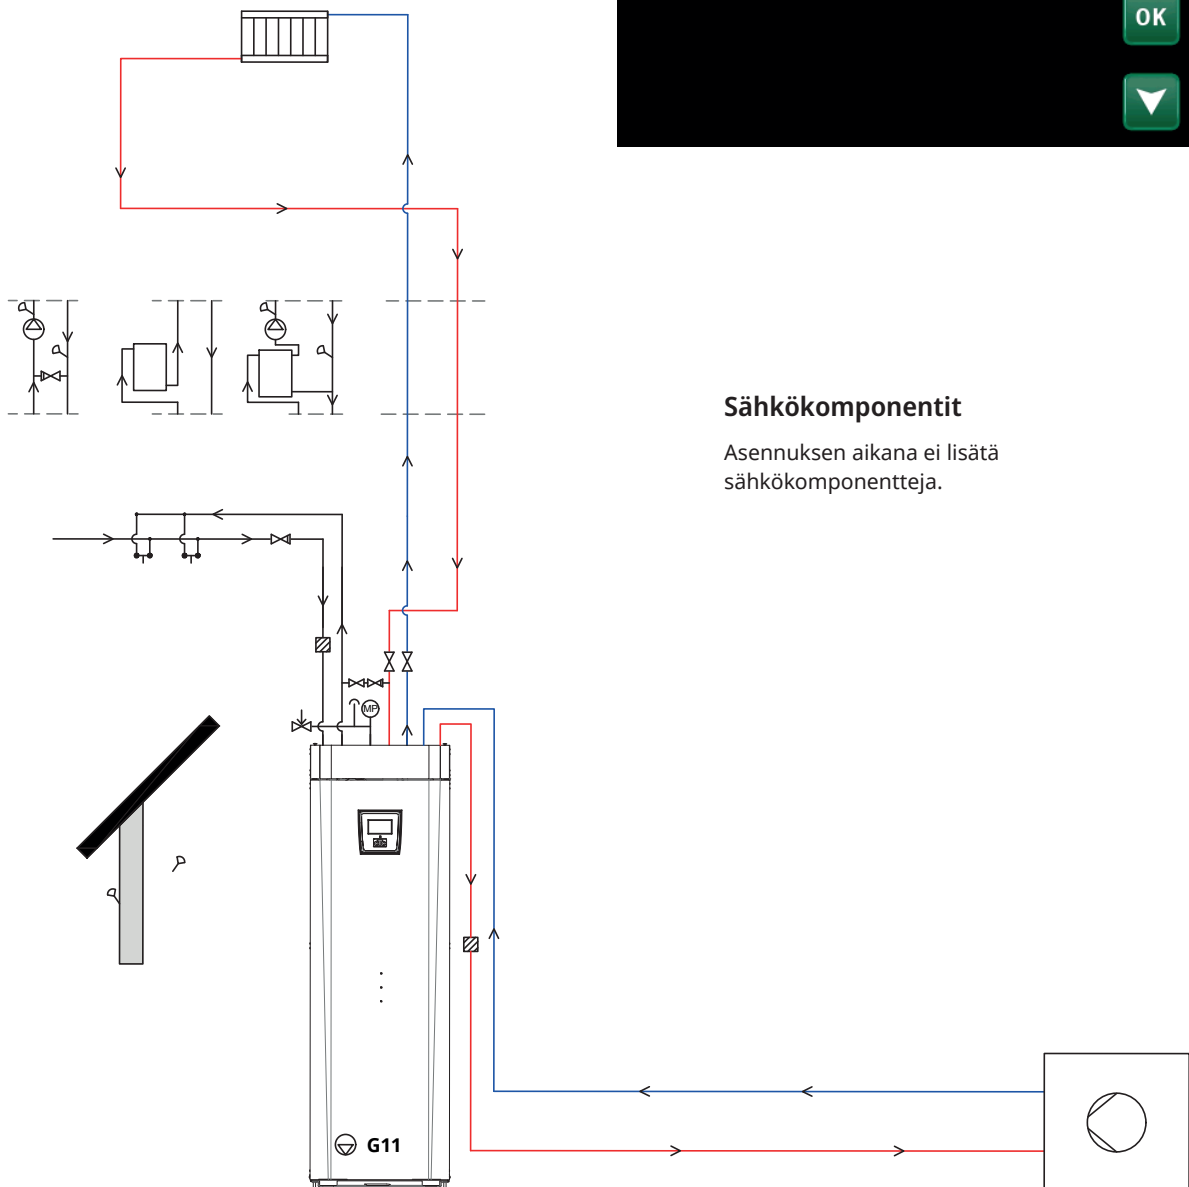 OK
Sähkökomponentit
Asennuksen aikana ei lisätä
sähkökomponentteja.
MP
G11